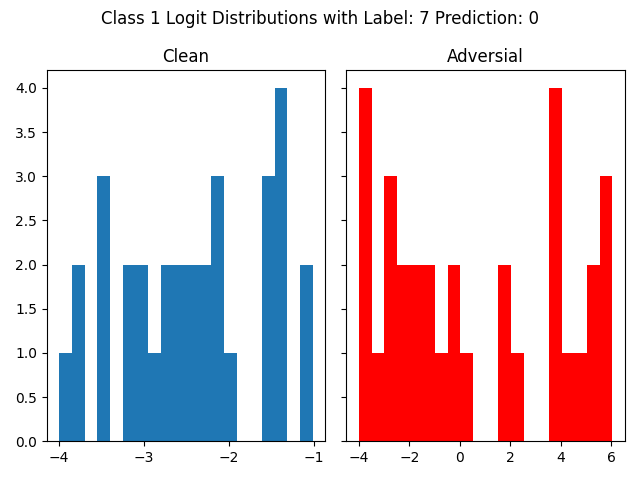 Class 1 Logit Distributions with Label: 7 Prediction: 0
Clean
Adversial
4.0
3.5
3.0
2.5
2.0
1.5
1.0
0.5
0.0
−4 −3 −2 −1
−4 −2 0 2 4 6